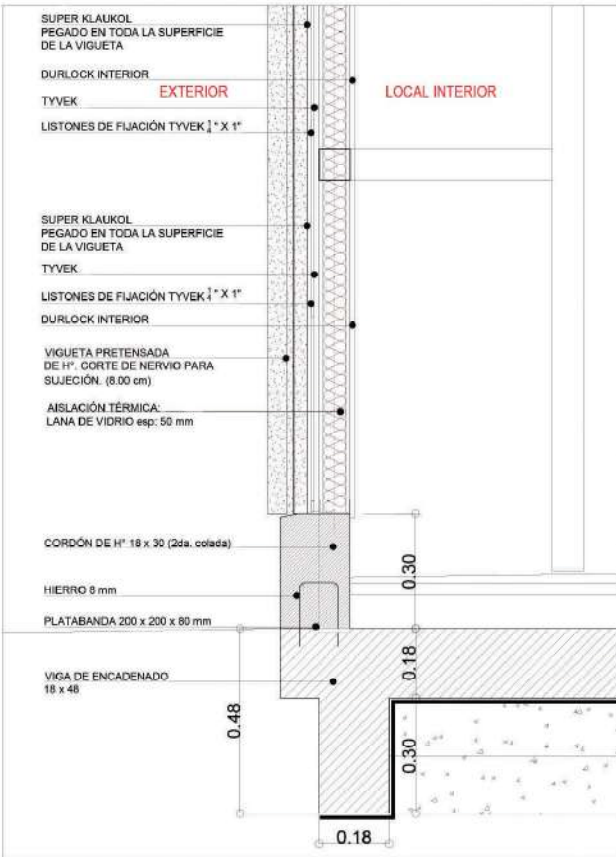 SUPER KLAUKOL
PEGADO EN TODA LA SUPERFICIE
DE LA VIGUETA
DURLOCK INTERIOR
EXTERIOR
LOCAL INTERIOR
TYVEK
LISTONES DE FIJACIÓN TYVEK " X 1"
SUPER KLAUKOL
PEGADO EN TODA LA SUPERFICIE
DE LA VIGUETA
TYVEK
LISTONES DE FIJACIÓN TYVEK " X 1"
DURLOCK INTERIOR
VIGUETA PRETENSADA
DE Hº. CORTE DE NERVIO PARA
SUJECIÓN. (8.00 cm)
AISLACIÓN TÉRMICA:
LANA DE VIDRIO esp: 50 mm
CORDÓN DE Hº 18 x 30 (2da. colada)
0.30
HIERRO 8 mm
PLATABANDA 200 x 200 x 80 mm
VIGA DE ENCADENADO
18 x 48
0.18
0.48
0.30
0.18